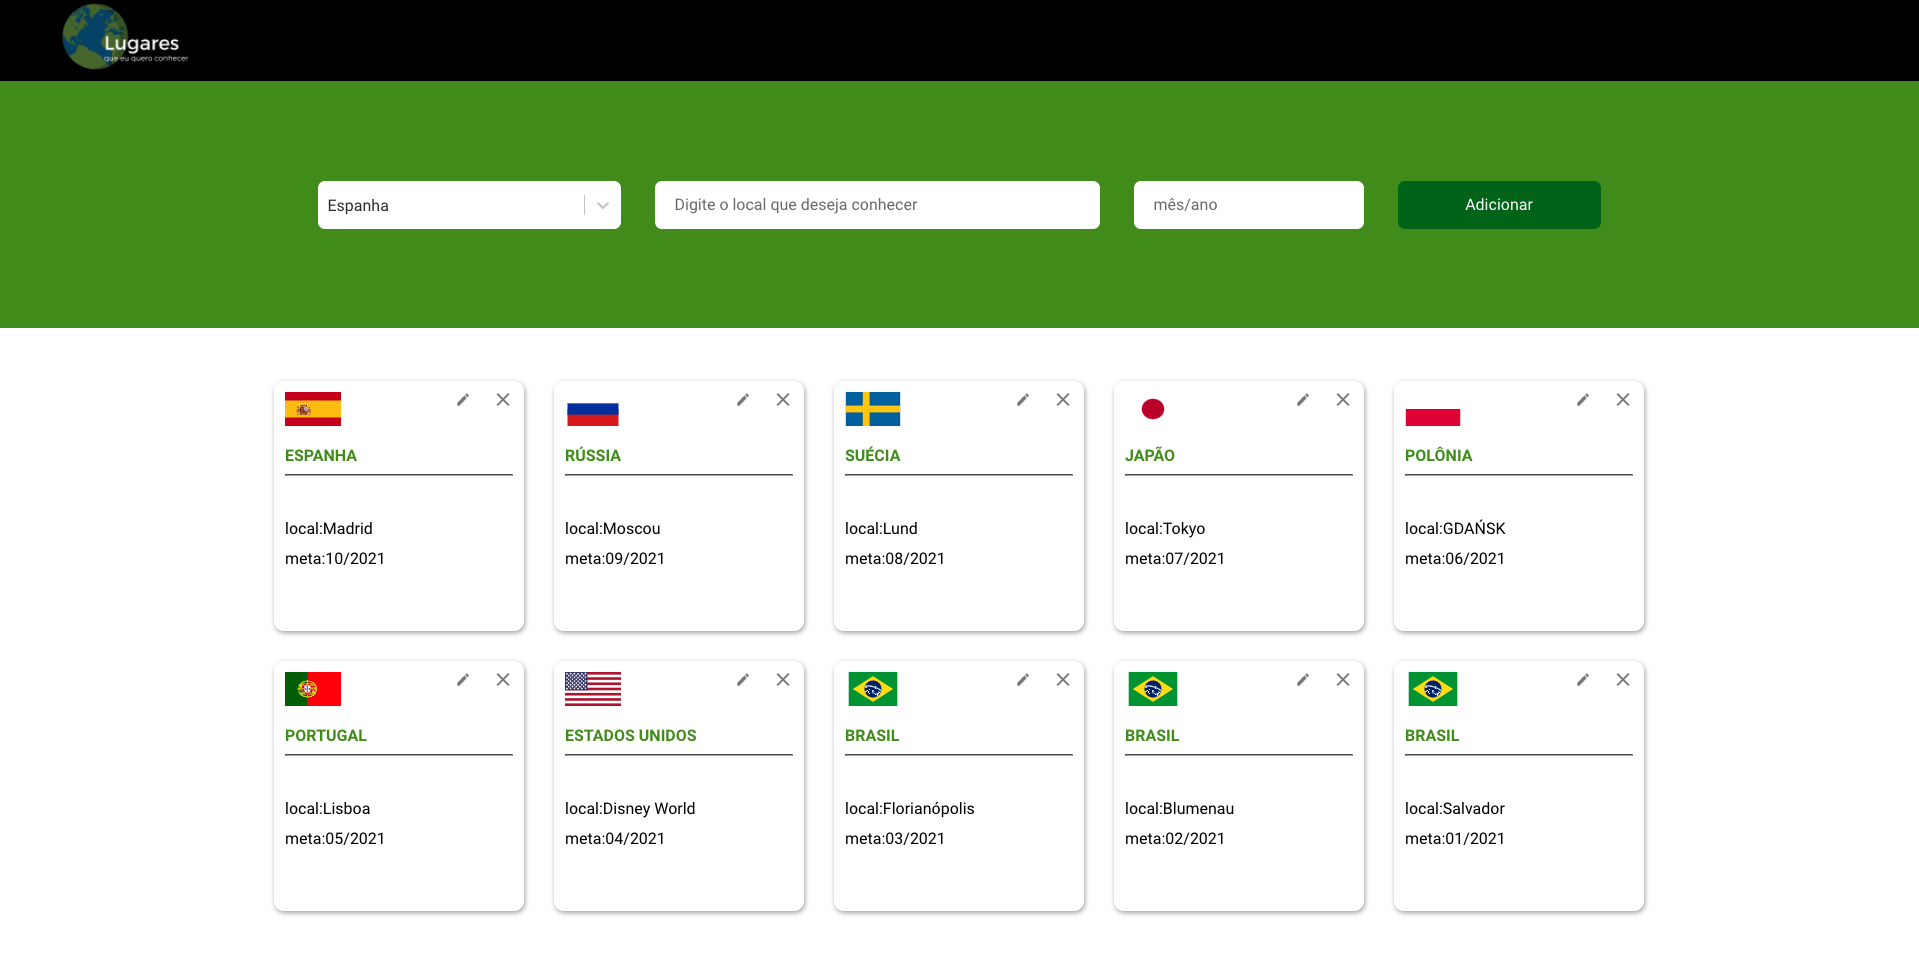 Lugares
que eu quero conhecer
Espanha
Digite o local que deseja conhecer
mês/ano
Adicionar
ESPANHA
local:Madrid
meta:10/2021
RÚSSIA
local:Moscou
meta:09/2021
SUÉCIA
local:Lund
meta:08/2021
JAPÃO
local:Tokyo
meta:07/2021
POLÔNIA
local:GDAŃSK
meta:06/2021
PORTUGAL
local:Lisboa
meta:05/2021
ESTADOS UNIDOS
local:Disney World
meta:04/2021
BRASIL
local:Florianópolis
meta:03/2021
BRASIL
local:Blumenau
meta:02/2021
BRASIL
local:Salvador
meta:01/2021